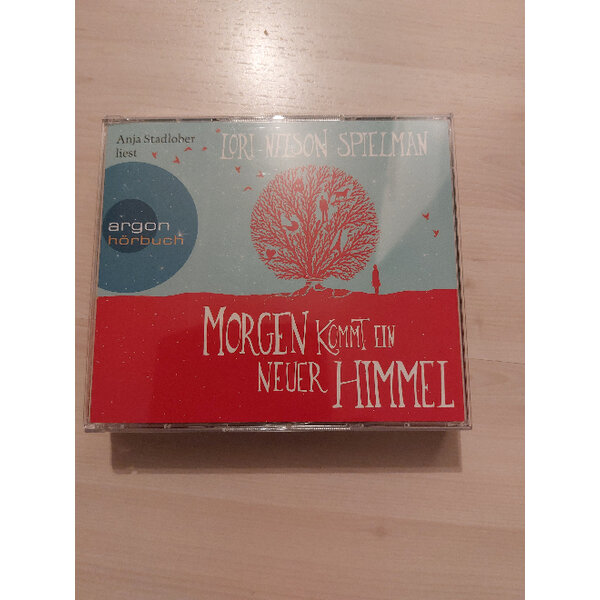 Anja Stadlober
liest
LORI NELSON SPIELMAN
argon
hörbuch
MORGEN KOMMT EIN
NEUER HIMMEL